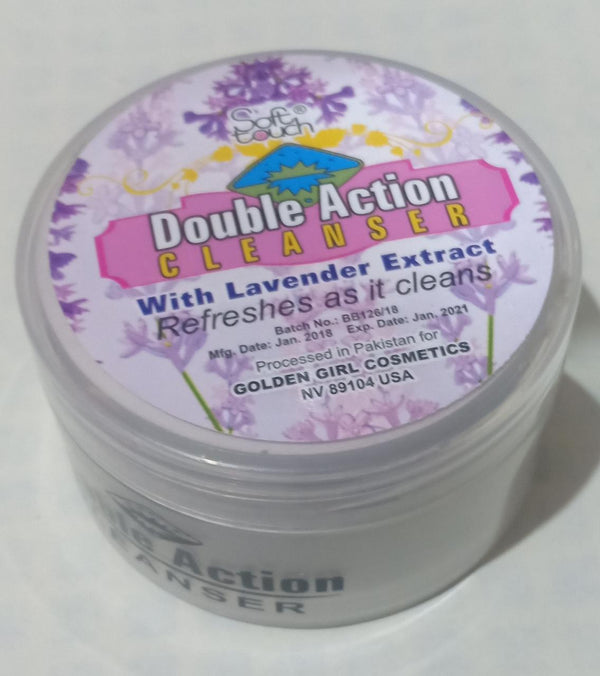 Soft®
touch
Double Action
CLEANSER
With Lavender Extract
Refreshes as it cleans
Batch No.: BB126/18
Mfg. Date: Jan. 2018 Exp. Date: Jan. 2021
Processed in Pakistan for
GOLDEN GIRL COSMETICS
NV 89104 USA
Double Action
CLEANSER